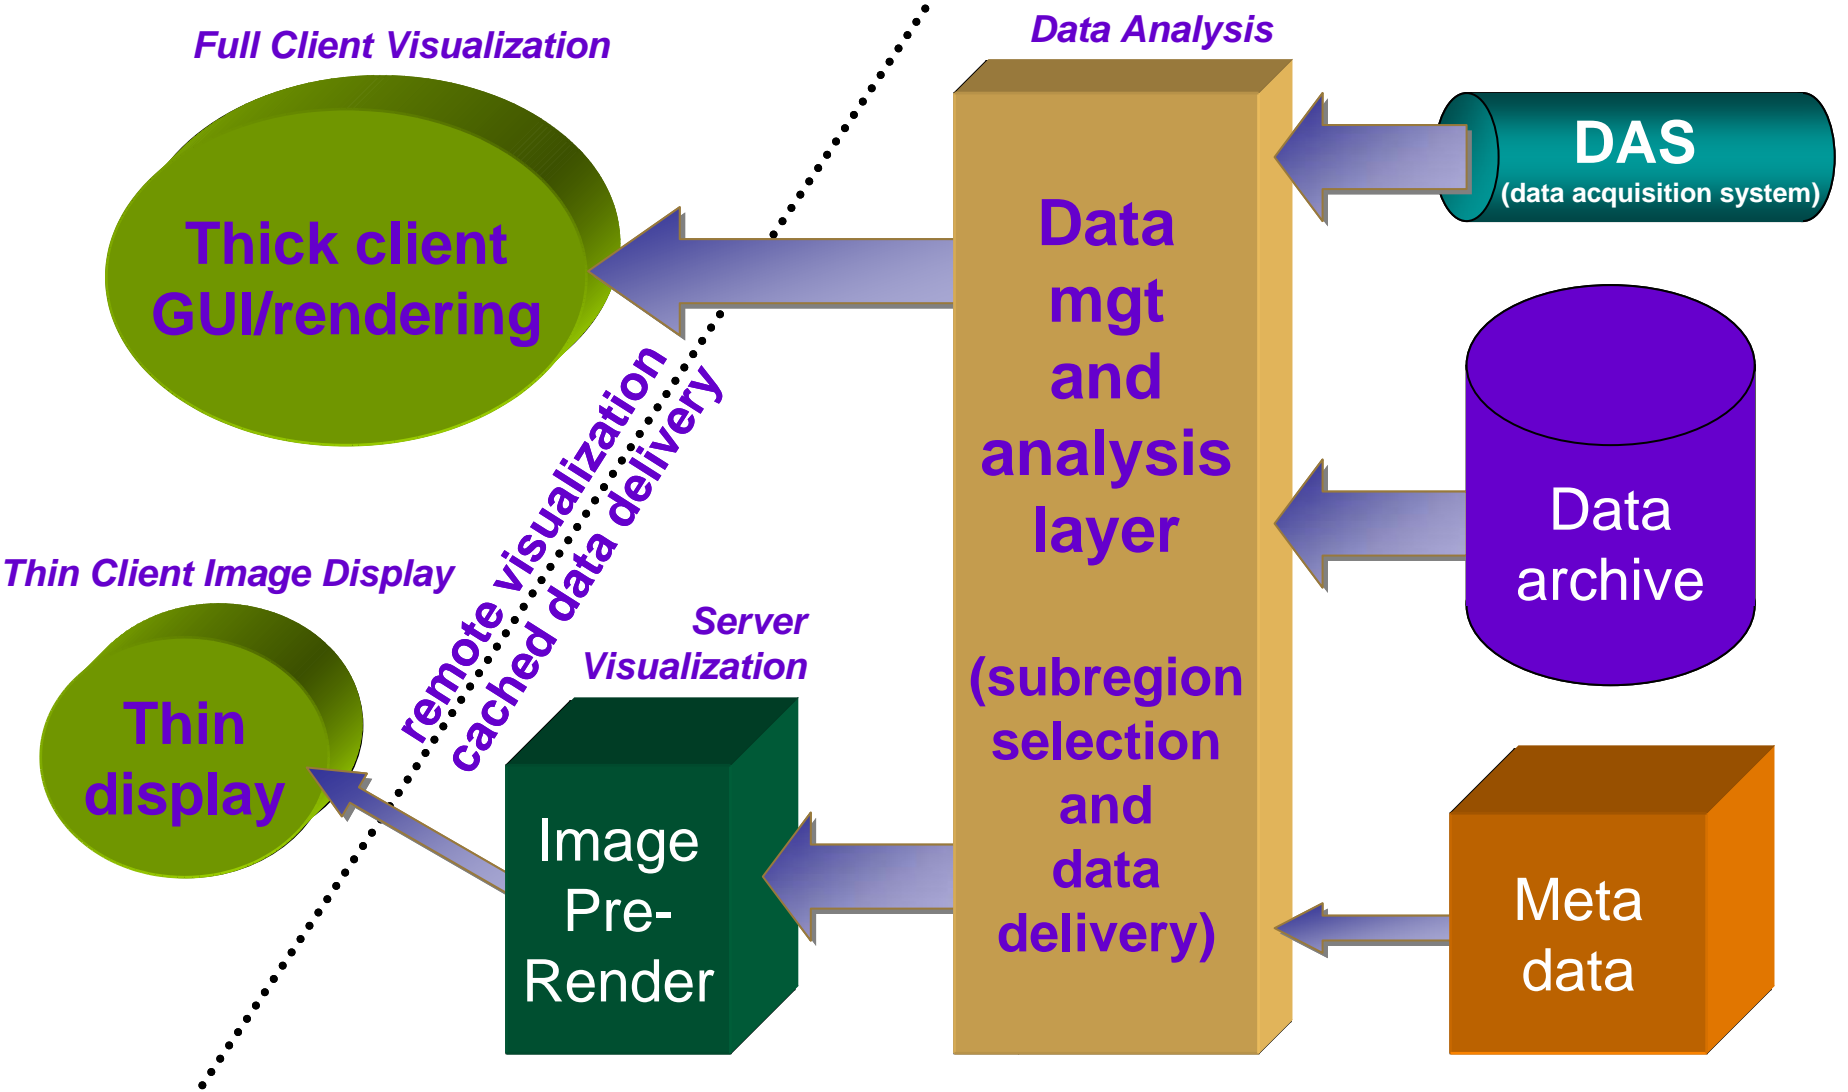 Full Client Visualization
Data Analysis
Thick client
GUI/rendering
Data
mgt
and
analysis
layer
(subregion
selection
and
data
delivery)
DAS
(data acquisition system)
Data
archive
Meta
data
remote visualization
cached data delivery
Thin Client Image Display
Thin
display
Server
Visualization
Image
Pre-
Render